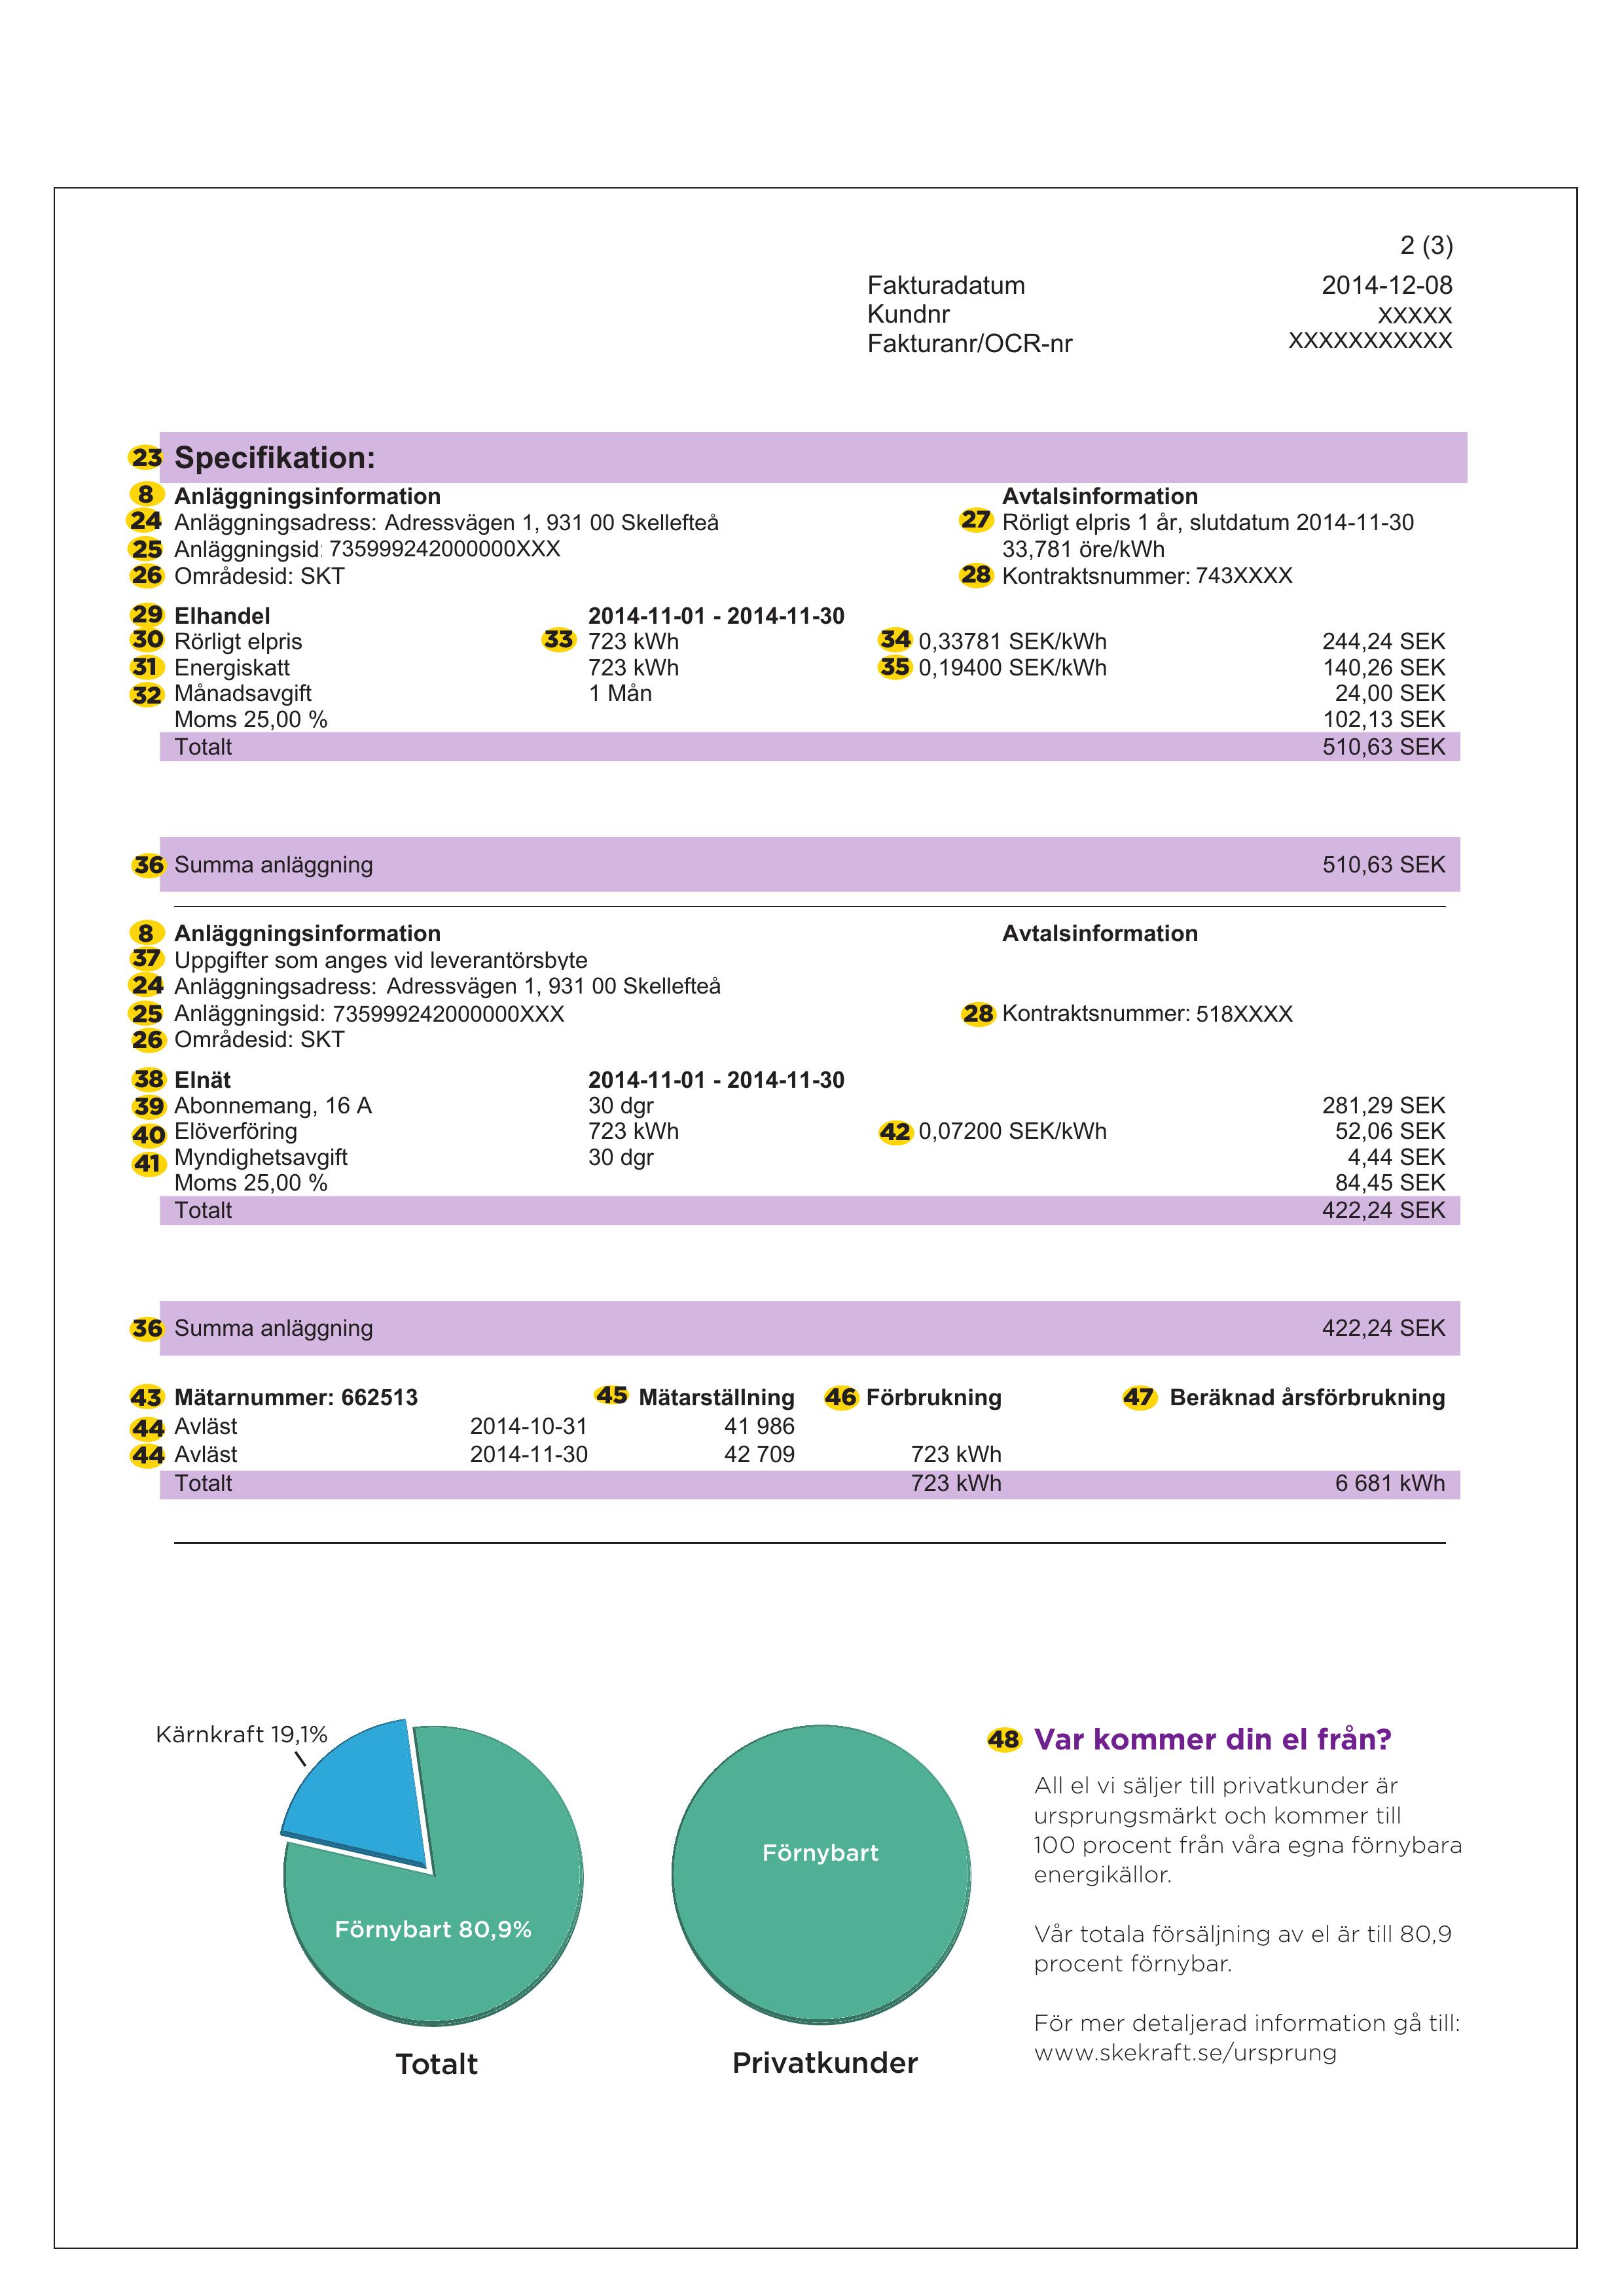 2 (3)
Fakturadatum 2014-12-08
Kundnr XXXXX
Fakturanr/OCR-nr XXXXXXXXXXX
23 Specifikation:
8 Anläggningsinformation Avtalsinformation
24 Anläggningsadress: Adressvägen 1, 931 00 Skellefteå 27 Rörligt elpris 1 år, slutdatum 2014-11-30
25 Anläggningsid: 735999242000000XXX 33,781 öre/kWh
26 Områdesid: SKT 28 Kontraktsnummer: 743XXXX
29 Elhandel 2014-11-01 - 2014-11-30
30 Rörligt elpris 33 723 kWh 34 0,33781 SEK/kWh 244,24 SEK
31 Energiskatt 723 kWh 35 0,19400 SEK/kWh 140,26 SEK
32 Månadsavgift 1 Mån 24,00 SEK
Moms 25,00 % 102,13 SEK
Totalt 510,63 SEK
36 Summa anläggning 510,63 SEK
8 Anläggningsinformation Avtalsinformation
37 Uppgifter som anges vid leverantörsbyte
24 Anläggningsadress: Adressvägen 1, 931 00 Skellefteå
25 Anläggningsid: 735999242000000XXX 28 Kontraktsnummer: 518XXXX
26 Områdesid: SKT
38 Elnät 2014-11-01 - 2014-11-30
39 Abonnemang, 16 A 30 dgr 281,29 SEK
40 Elöverföring 723 kWh 42 0,07200 SEK/kWh 52,06 SEK
41 Myndighetsavgift 30 dgr 4,44 SEK
Moms 25,00 % 84,45 SEK
Totalt 422,24 SEK
36 Summa anläggning 422,24 SEK
43 Mätarnummer: 662513 45 Mätarställning 46 Förbrukning 47 Beräknad årsförbrukning
44 Avläst 2014-10-31 41 986
44 Avläst 2014-11-30 42 709 723 kWh
Totalt 723 kWh 6 681 kWh
Kärnkraft 19,1%
Förnybart 80,9%
Totalt
Förnybart
Privatkunder
48 Var kommer din el från?
All el vi säljer till privatkunder är
ursprungsmärkt och kommer till
100 procent från våra egna förnybara
energikällor.
Vår totala försäljning av el är till 80,9
procent förnybar.
För mer detaljerad information gå till:
www.skekraft.se/ursprung